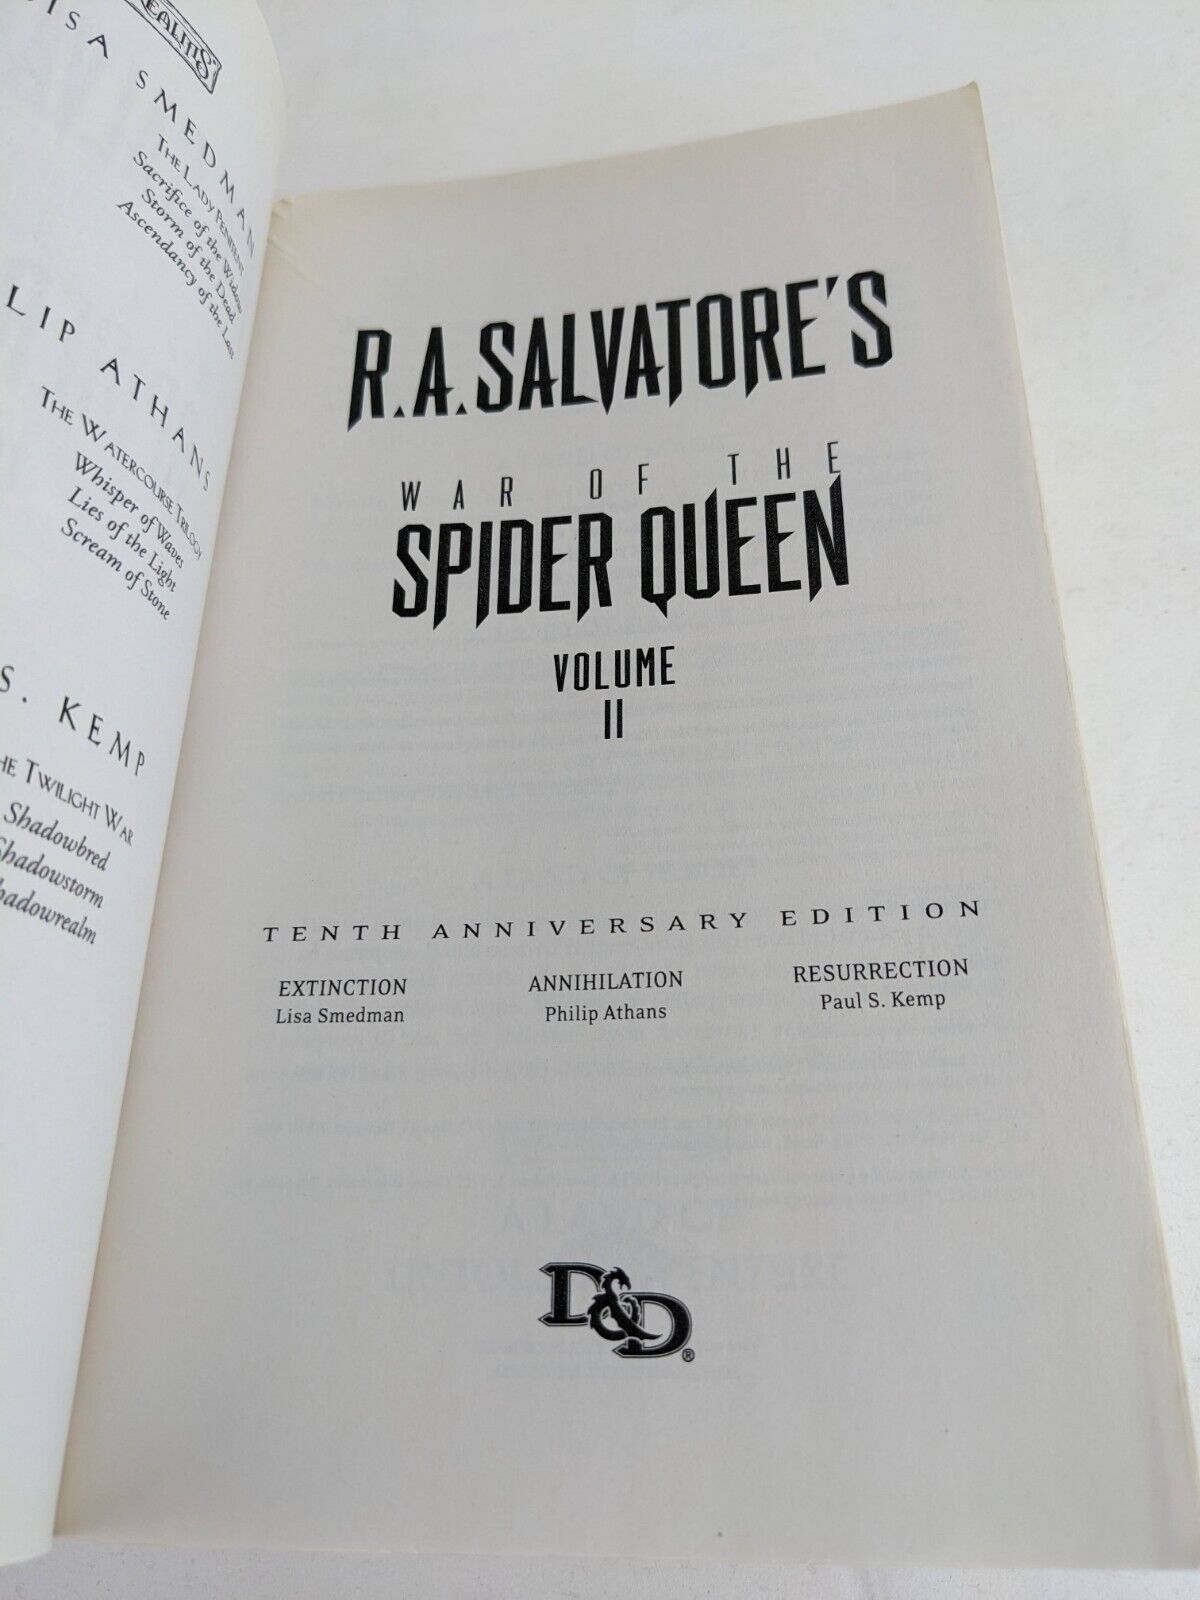 REALMS
ISA SMEDMAN
THE LADY PENITENT
Sacrifice of the Widow
Storm of the Dead
Ascendancy of the Last
LIP ATHANS
THE WATERCOURSE TRILOGY
Whisper of Waves
Lies of the Light
Scream of Stone
S. KEMP
HE TWILIGHT WAR
Shadowbred
Shadowstorm
hadowrealm
R.A. SALVATORE'S
WAR OF THE
SPIDER QUEEN
VOLUME
II
TENTH ANNIVERSARY EDITION
EXTINCTION
Lisa Smedman
ANNIHILATION
Philip Athans
RESURRECTION
Paul S. Kemp
D&D®